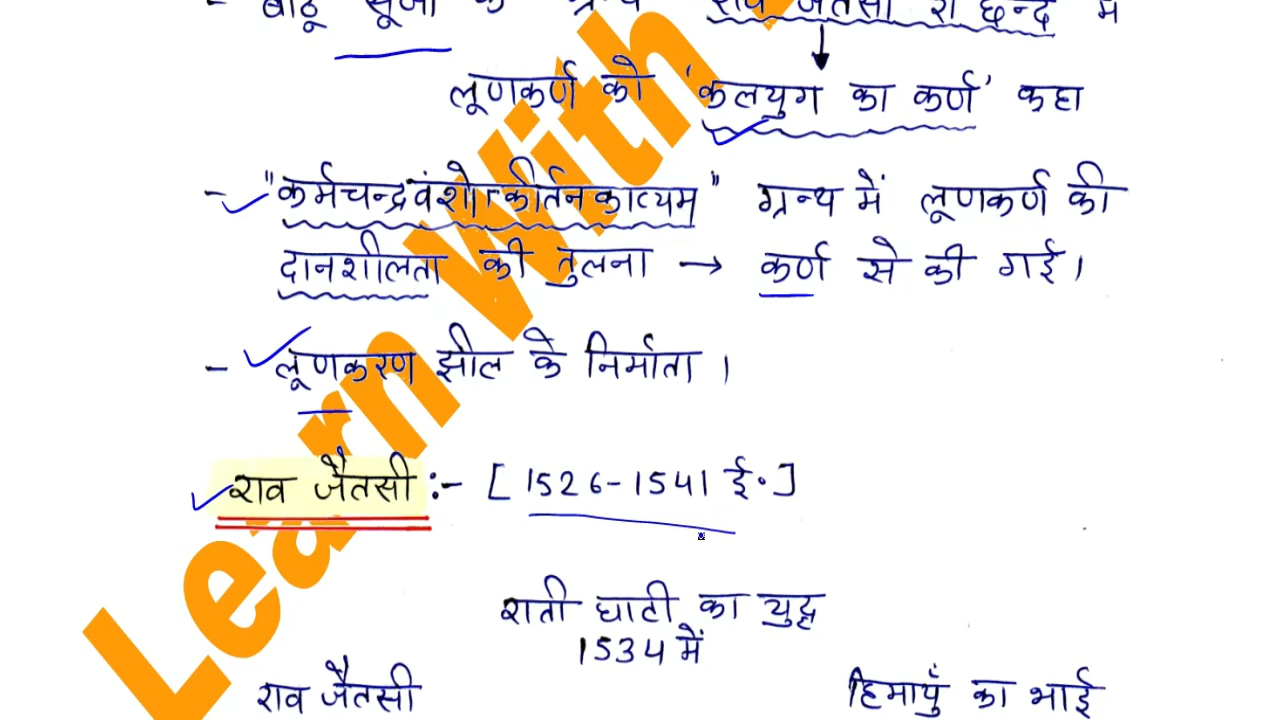 - बीठू सूजा के ग्रन्थ राव जैतसी रो छन्द में
लूणकर्ण को 'कलयुग का कर्ण' कहा
- "कर्मचन्द्रवंशोत्कीर्तनकाव्यम" ग्रन्थ में लूणकर्ण की
दानशीलता की तुलना → कर्ण से की गई।
- लूणकरण झील के निर्माता।
राव जैतसी :- [1526-1541 ई.]
राती घाटी का युद्ध
1534 में
राव जैतसी हिमायुँ का भाई
Learn With